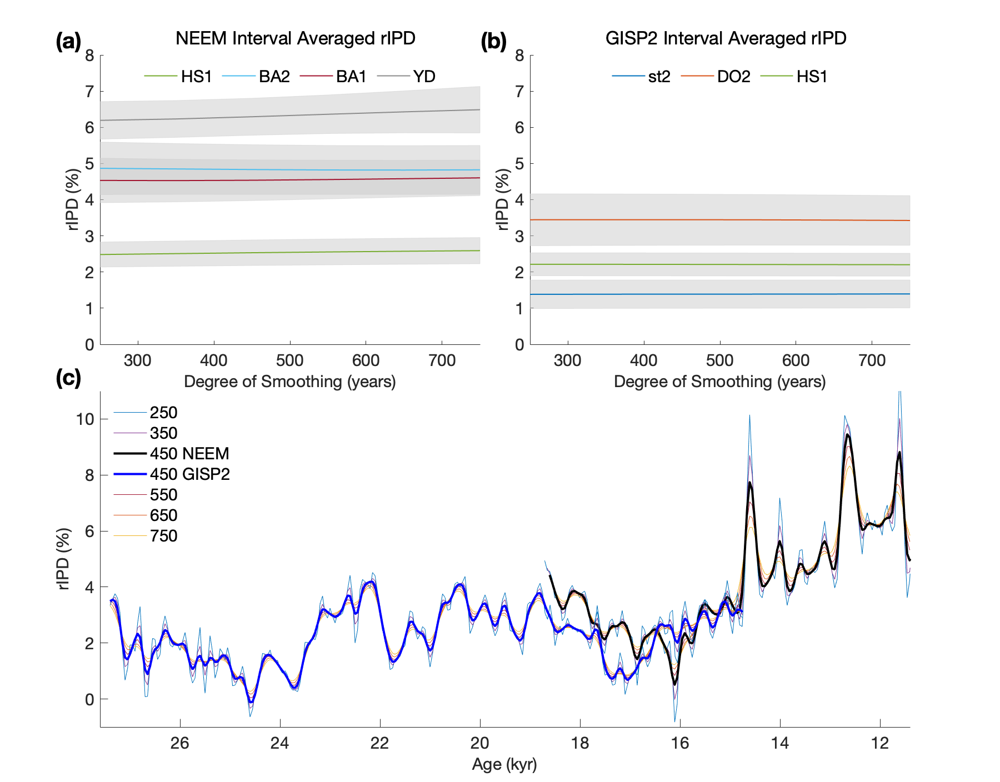 (a) NEEM Interval Averaged rIPD
HS1 BA2 BA1 YD
8
7
6
5
4
3
2
1
0
rIPD (%)
300 400 500 600 700
Degree of Smoothing (years)
(b) GISP2 Interval Averaged rIPD
st2 DO2 HS1
8
7
6
5
4
3
2
1
0
rIPD (%)
300 400 500 600 700
Degree of Smoothing (years)
(c)
250
350
450 NEEM
450 GISP2
550
650
750
10
8
6
4
2
0
rIPD (%)
26 24 22 20 18 16 14 12
Age (kyr)